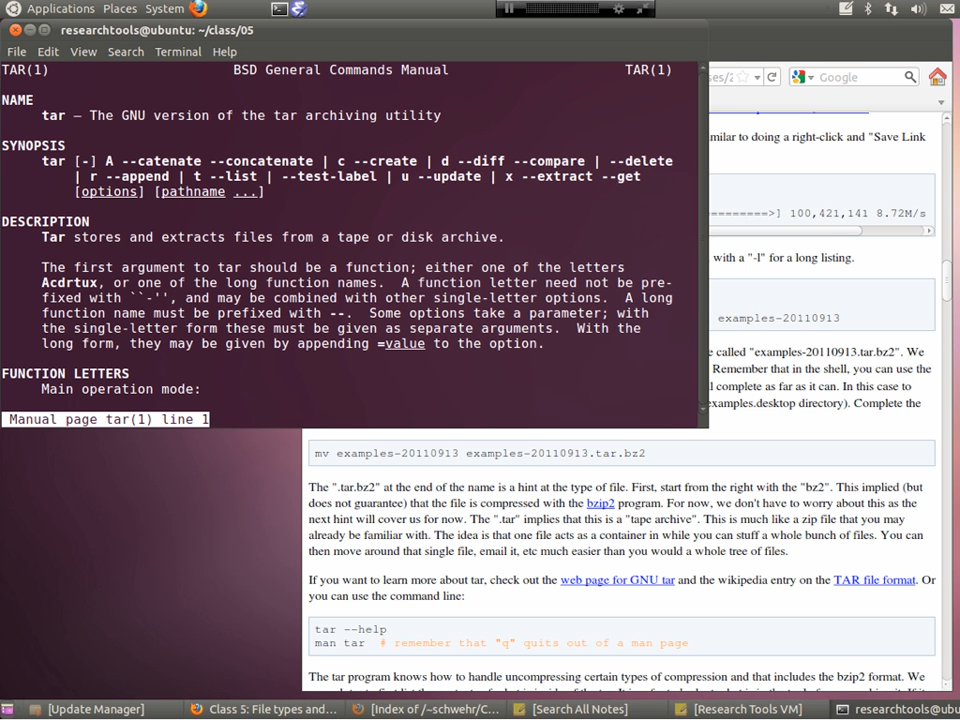 Applications Places System
researchtools@ubuntu: ~/class/05
File Edit View Search Terminal Help
TAR(1) BSD General Commands Manual TAR(1)
NAME
tar — The GNU version of the tar archiving utility
SYNOPSIS
tar [-] A --catenate --concatenate | c --create | d --diff --compare | --delete
| r --append | t --list | --test-label | u --update | x --extract --get
[options] [pathname ...]
DESCRIPTION
Tar stores and extracts files from a tape or disk archive.
The first argument to tar should be a function; either one of the letters
Acdrtux, or one of the long function names. A function letter need not be pre-
fixed with ``-'', and may be combined with other single-letter options. A long
function name must be prefixed with --. Some options take a parameter; with
the single-letter form these must be given as separate arguments. With the
long form, they may be given by appending =value to the option.
FUNCTION LETTERS
Main operation mode:
Manual page tar(1) line 1
ses/2
Google
milar to doing a right-click and "Save Link
========>] 100,421,141 8.72M/s
with a "-l" for a long listing.
examples-20110913
e called "examples-20110913.tar.bz2". We
Remember that in the shell, you can use the
l complete as far as it can. In this case to
examples.desktop directory). Complete the
mv examples-20110913 examples-20110913.tar.bz2
The ".tar.bz2" at the end of the name is a hint at the type of file. First, start from the right with the "bz2". This implied (but
does not guarantee) that the file is compressed with the bzip2 program. For now, we don't have to worry about this as the
next hint will cover us for now. The ".tar" implies that this is a "tape archive". This is much like a zip file that you may
already be familiar with. The idea is that one file acts as a container in while you can stuff a whole bunch of files. You can
then move around that single file, email it, etc much easier than you would a whole tree of files.
If you want to learn more about tar, check out the web page for GNU tar and the wikipedia entry on the TAR file format. Or
you can use the command line:
tar --help
man tar # remember that "q" quits out of a man page
The tar program knows how to handle uncompressing certain types of compression and that includes the bzip2 format. We
[Update Manager] Class 5: File types and... [Index of /~schwehr/C... [Search All Notes] [Research Tools VM] researchtools@ubu